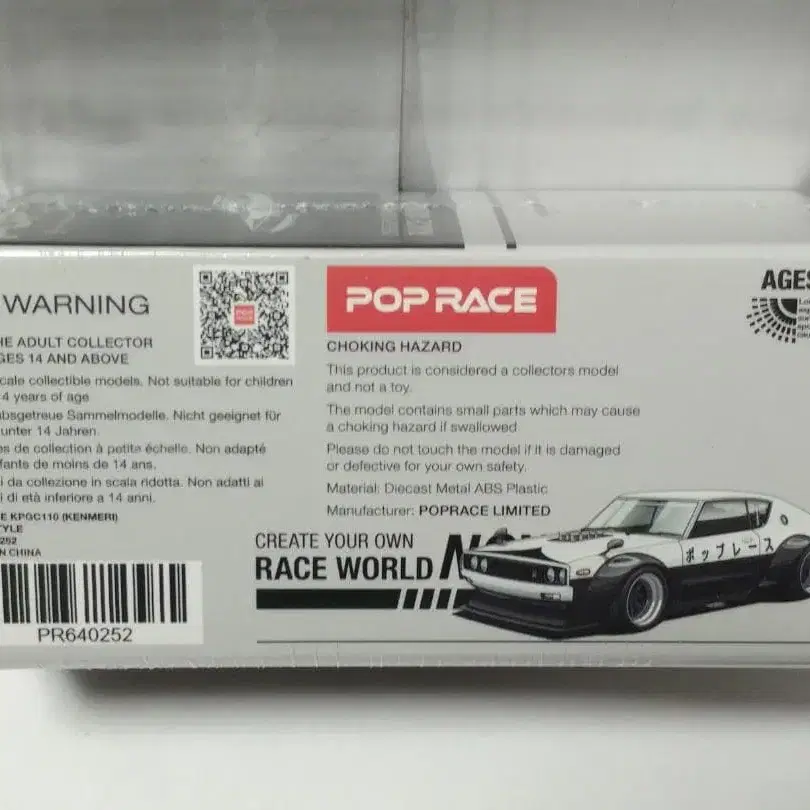 WARNING
HE ADULT COLLECTOR
GES 14 AND ABOVE
cale collectible models. Not suitable for children
4 years of age
absgetreue Sammelmodelle. Nicht geeignet für
unter 14 Jahren.
es de collection à petite échelle. Non adapté
fants de moins de 14 ans.
i da collezione in scala ridotta. Non adatti ai
i di età inferiore a 14 anni.
E KPGC110 (KENMERI)
TYLE
252
N CHINA
PR640252
POP RACE
CHOKING HAZARD
This product is considered a collectors model
and not a toy.
The model contains small parts which may cause
a choking hazard if swallowed
Please do not touch the model if it is damaged
or defective for your own safety.
Material: Diecast Metal ABS Plastic
Manufacturer: POPRACE LIMITED
CREATE YOUR OWN
RACE WORLD NOW
ポップレース
AGES